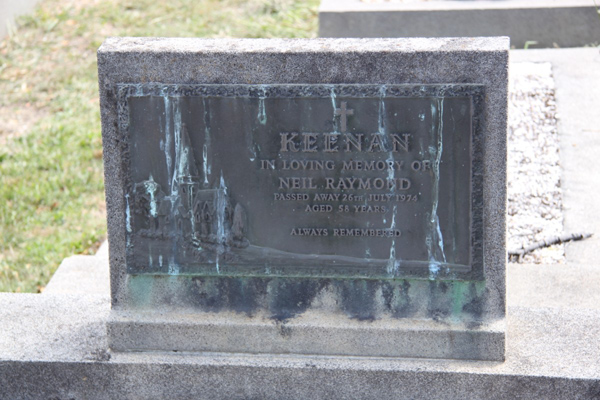 KEENAN
IN LOVING MEMORY OF
NEIL RAYMOND
PASSED AWAY 26TH JULY 1976
AGED 56 YEARS
ALWAYS REMEMBERED